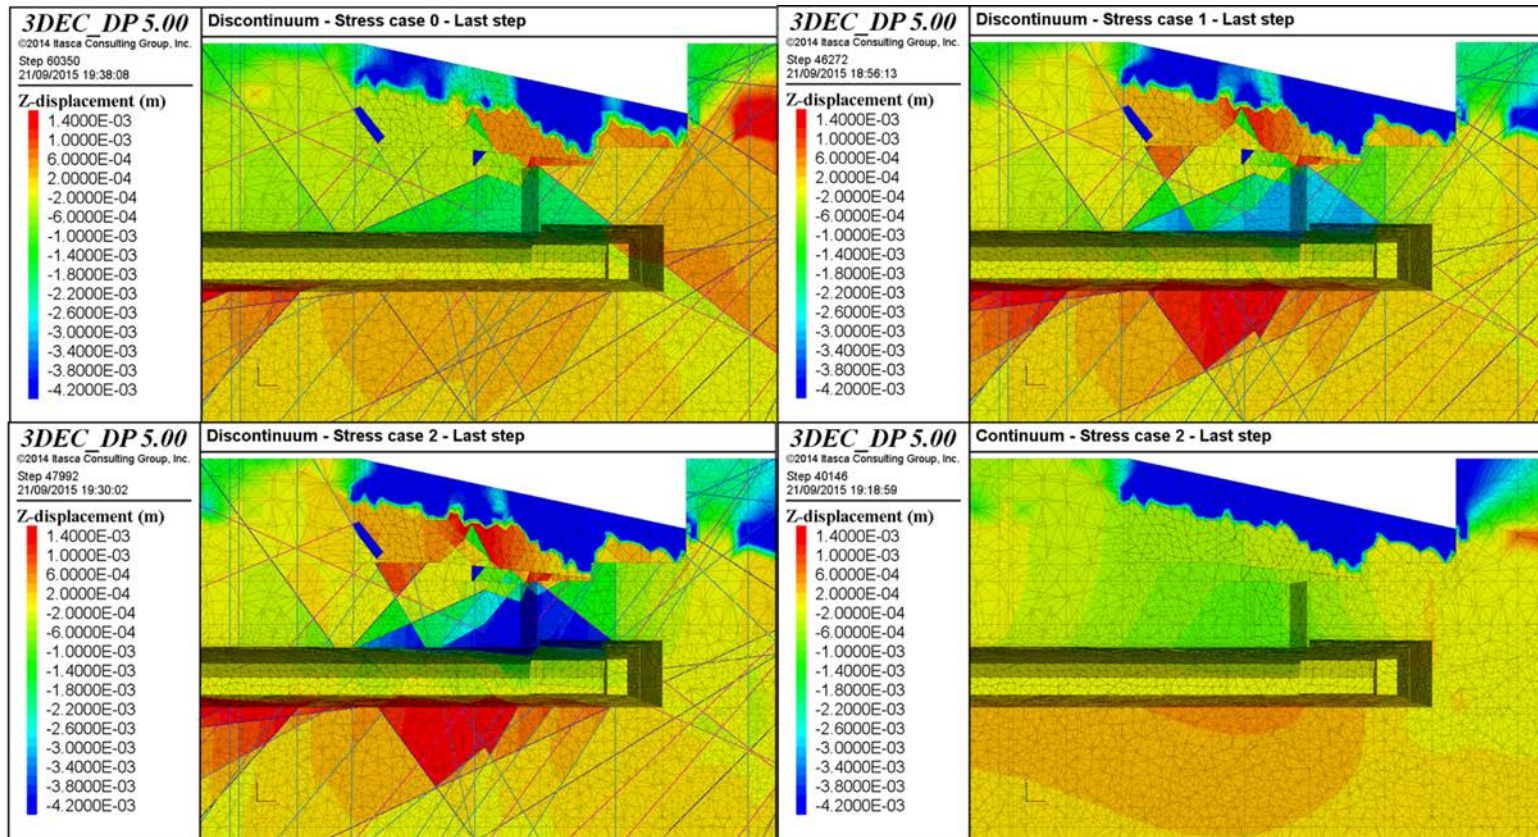 3DEC_DP 5.00
©2014 Itasca Consulting Group, Inc.
Step 60350
21/09/2015 19:38:08
Z-displacement (m)
1.4000E-03
1.0000E-03
6.0000E-04
2.0000E-04
-2.0000E-04
-6.0000E-04
-1.0000E-03
-1.4000E-03
-1.8000E-03
-2.2000E-03
-2.6000E-03
-3.0000E-03
-3.4000E-03
-3.8000E-03
-4.2000E-03
Discontinuum - Stress case 0 - Last step
3DEC_DP 5.00
©2014 Itasca Consulting Group, Inc.
Step 46272
21/09/2015 18:56:13
Z-displacement (m)
1.4000E-03
1.0000E-03
6.0000E-04
2.0000E-04
-2.0000E-04
-6.0000E-04
-1.0000E-03
-1.4000E-03
-1.8000E-03
-2.2000E-03
-2.6000E-03
-3.0000E-03
-3.4000E-03
-3.8000E-03
-4.2000E-03
Discontinuum - Stress case 1 - Last step
3DEC_DP 5.00
©2014 Itasca Consulting Group, Inc.
Step 47992
21/09/2015 19:30:02
Z-displacement (m)
1.4000E-03
1.0000E-03
6.0000E-04
2.0000E-04
-2.0000E-04
-6.0000E-04
-1.0000E-03
-1.4000E-03
-1.8000E-03
-2.2000E-03
-2.6000E-03
-3.0000E-03
-3.4000E-03
-3.8000E-03
-4.2000E-03
Discontinuum - Stress case 2 - Last step
3DEC_DP 5.00
©2014 Itasca Consulting Group, Inc.
Step 40146
21/09/2015 19:18:59
Z-displacement (m)
1.4000E-03
1.0000E-03
6.0000E-04
2.0000E-04
-2.0000E-04
-6.0000E-04
-1.0000E-03
-1.4000E-03
-1.8000E-03
-2.2000E-03
-2.6000E-03
-3.0000E-03
-3.4000E-03
-3.8000E-03
-4.2000E-03
Continuum - Stress case 2 - Last step